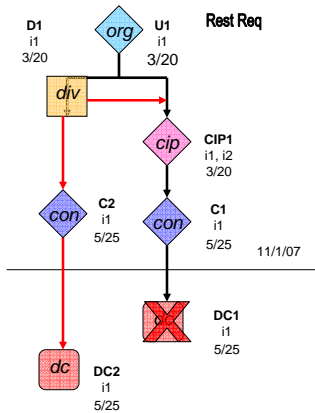 D1
i1
3/20
org
U1
i1
3/20
Rest Req
div
cip
CIP1
i1, i2
3/20
con
C2
i1
5/25
con
C1
i1
5/25
11/1/07
DC1
i1
5/25
dc
DC2
i1
5/25